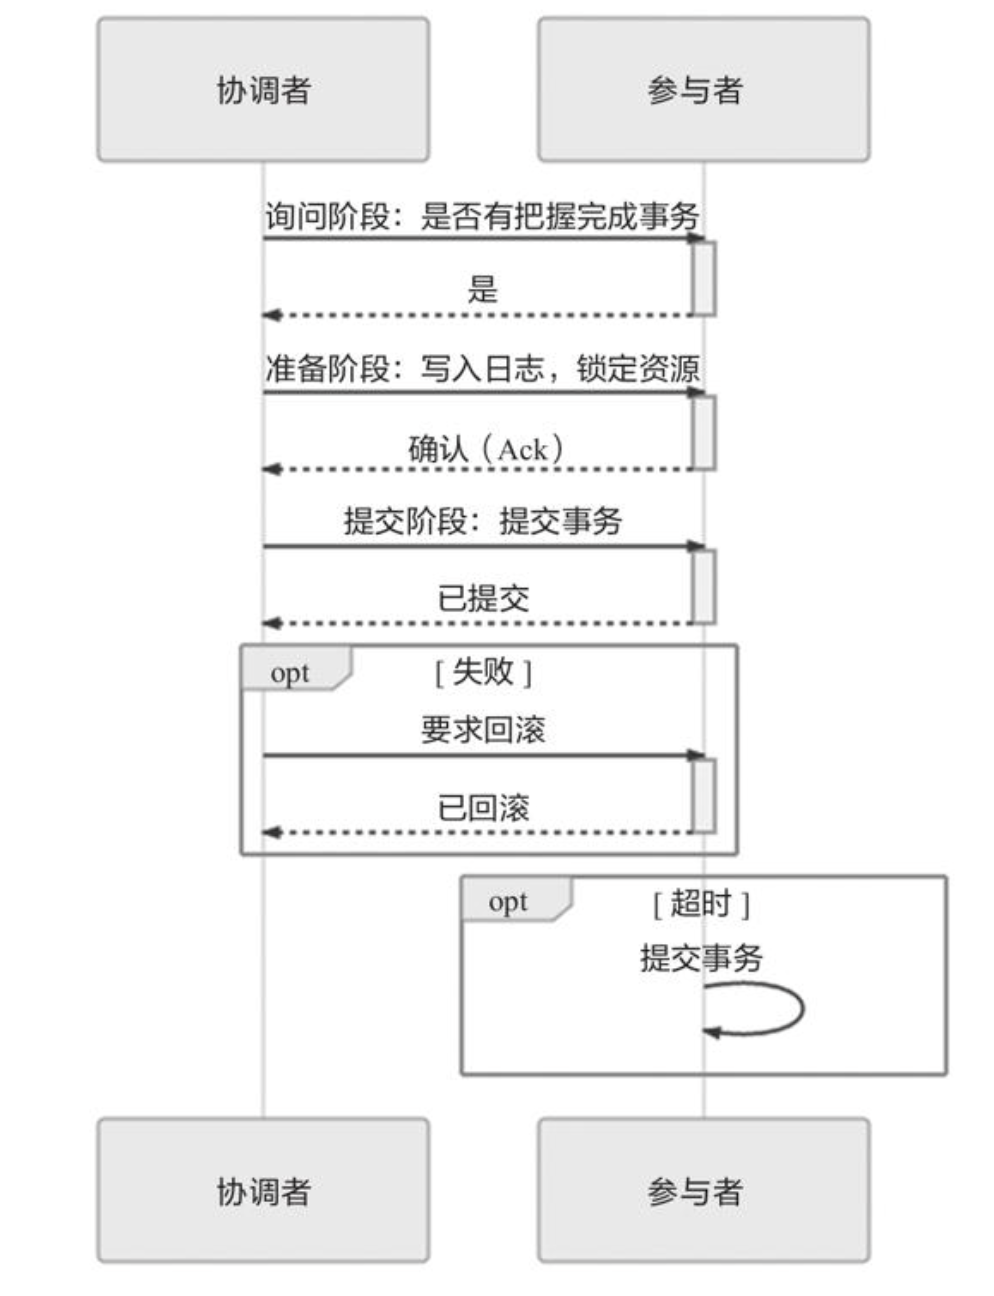 协调者
参与者
询问阶段：是否有把握完成事务
是
准备阶段：写入日志，锁定资源
确认（Ack）
提交阶段：提交事务
已提交
opt
[ 失败 ]
要求回滚
已回滚
opt
[ 超时 ]
提交事务
协调者
参与者